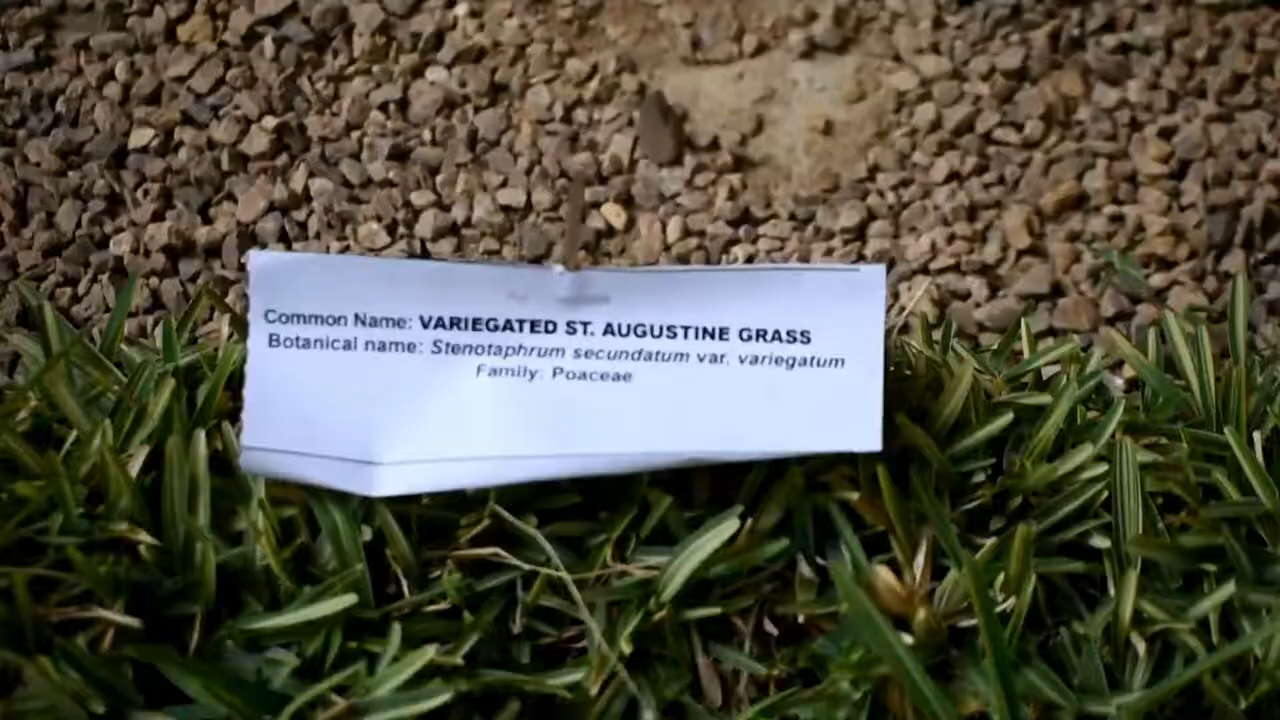 Common Name: VARIEGATED ST. AUGUSTINE GRASS
Botanical name: Stenotaphrum secundatum var. variegatum
Family: Poaceae